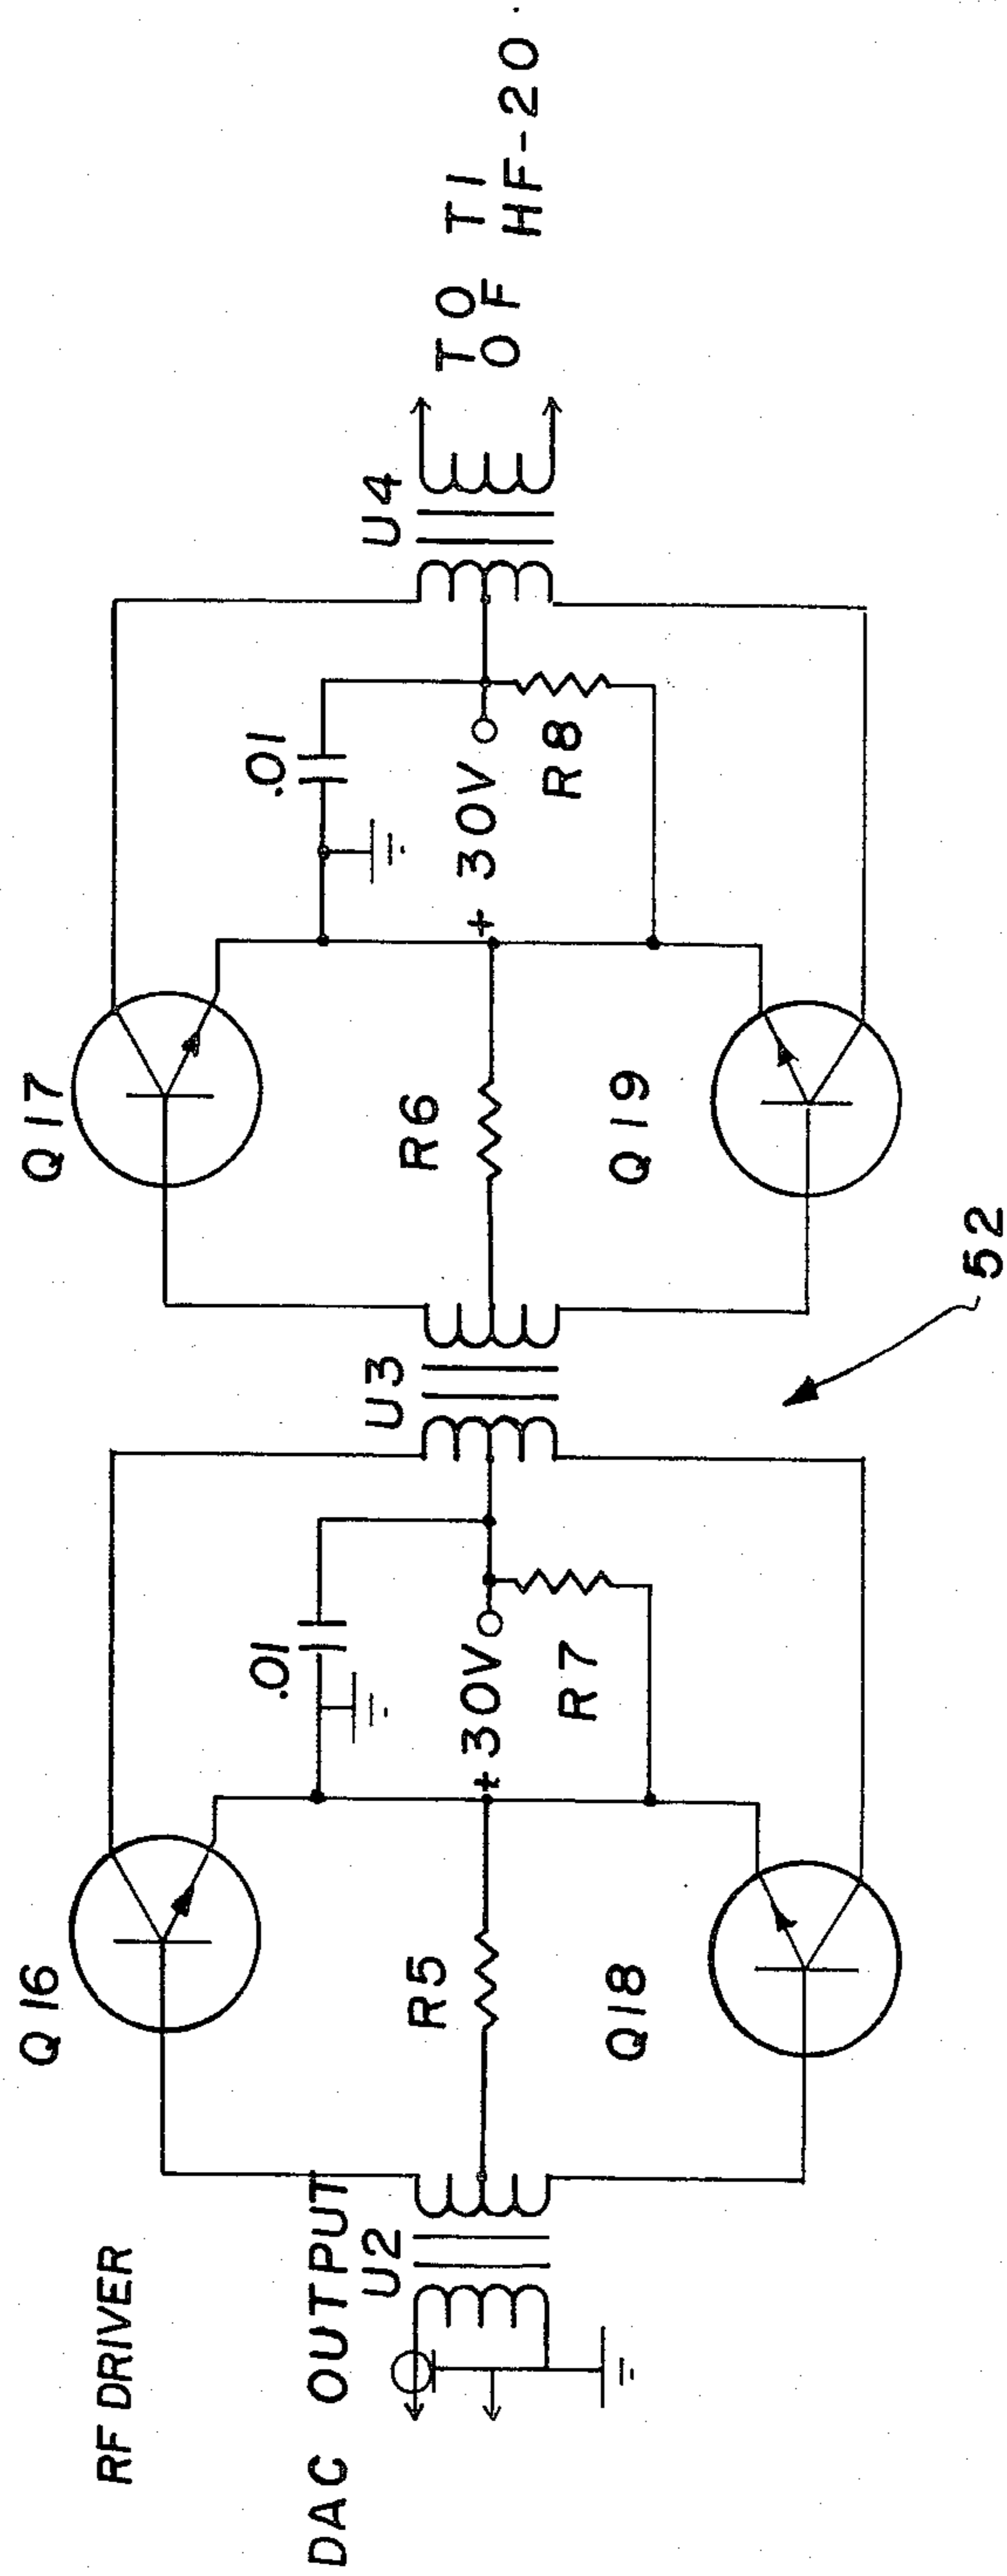 RF DRIVER
DAC OUTPUT
U2
Q16
R5
Q18
.01
+30V
R7
U3
Q17
R6
Q19
.01
+30V
R8
U4
TO T1
OF HF-20
52